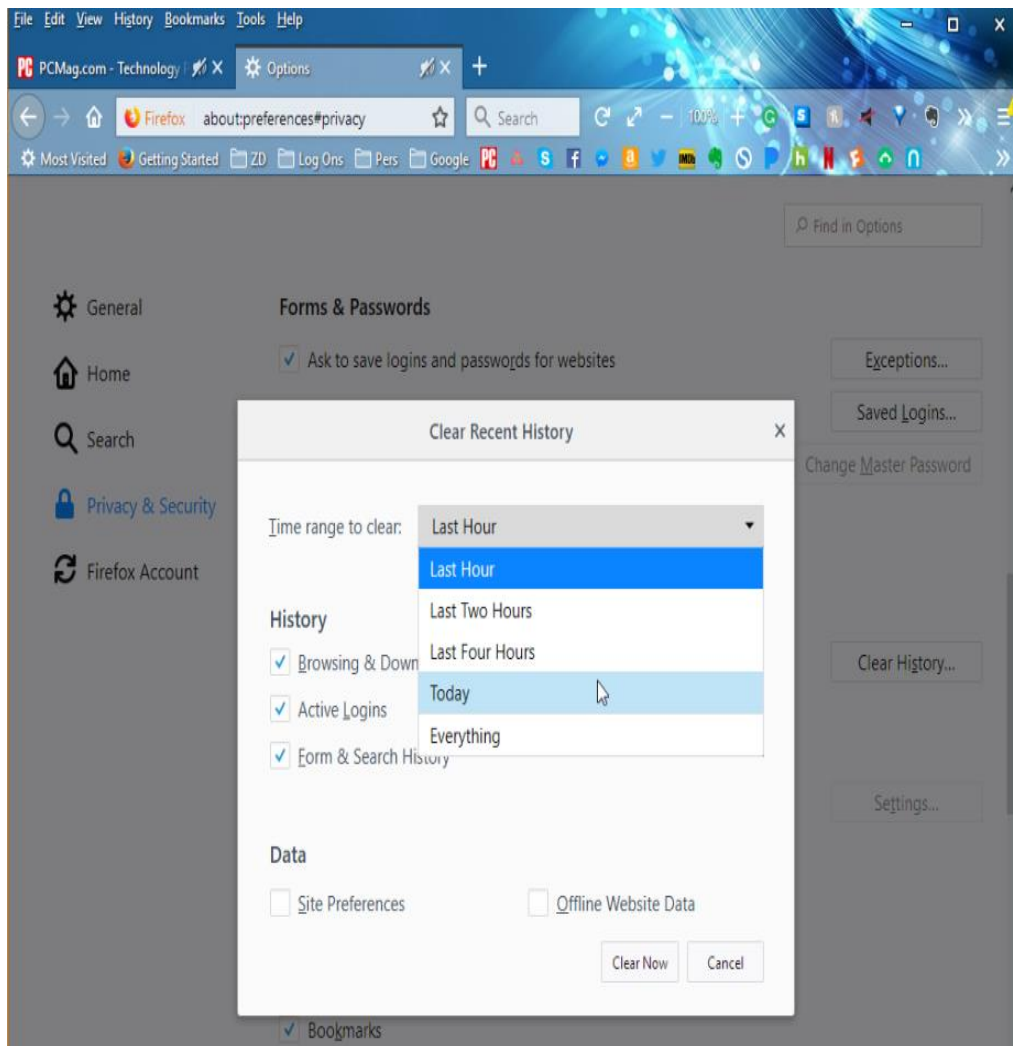 File Edit View History Bookmarks Tools Help
PCMag.com - Technology Options
Firefox about:preferences#privacy Search 100%
Most Visited Getting Started ZD Log Ons Pers Google
Find in Options
General
Home
Search
Privacy & Security
Firefox Account
Forms & Passwords
Ask to save logins and passwords for websites
Exceptions...
Saved Logins...
Change Master Password
Clear Recent History
Time range to clear: Last Hour
Last Hour
Last Two Hours
Last Four Hours
Today
Everything
History
Browsing & Down
Active Logins
Form & Search History
Clear History...
Settings...
Data
Site Preferences Offline Website Data
Clear Now Cancel
Bookmarks